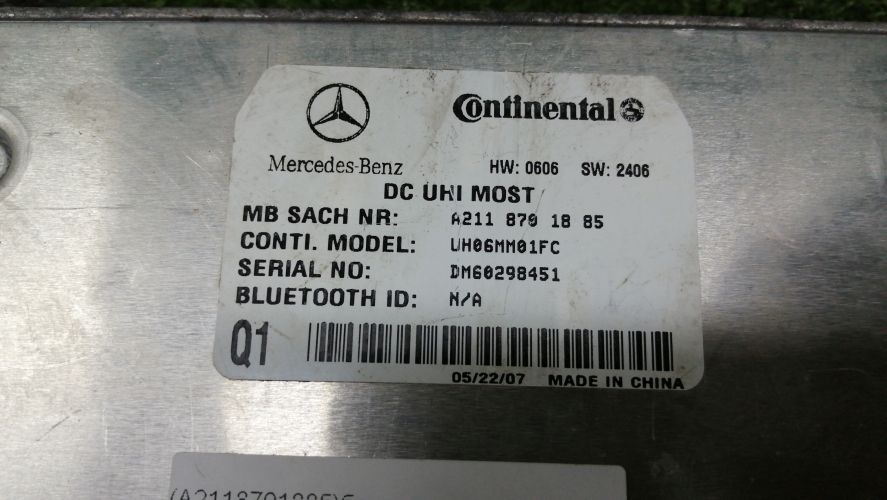 Continental
Mercedes-Benz HW: 0606 SW: 2406
DC UHI MOST
MB SACH NR: A211 870 18 85
CONTI. MODEL: UH06MM01FC
SERIAL NO: DM60298451
BLUETOOTH ID: N/A
Q1
05/22/07 MADE IN CHINA